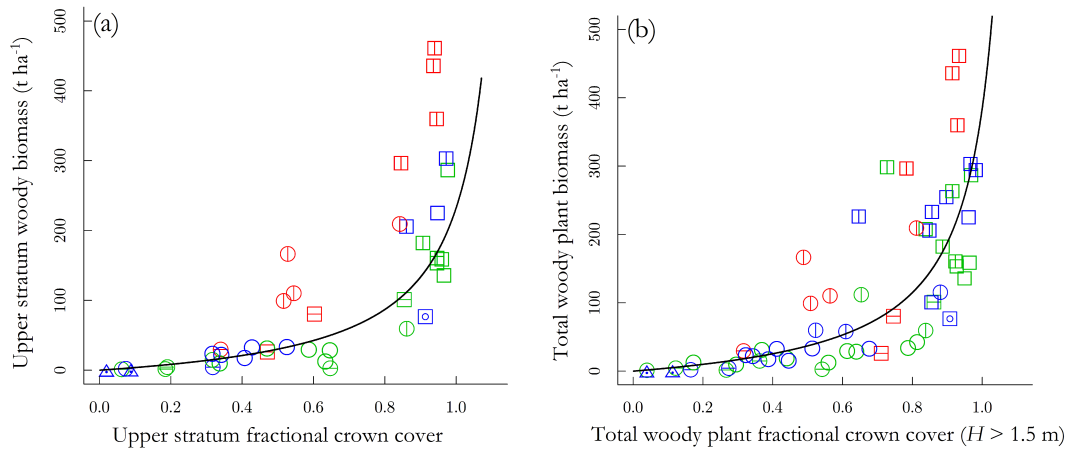 (a)
Upper stratum woody biomass (t ha⁻¹)
500
400
300
200
100
0
0.0 0.2 0.4 0.6 0.8 1.0
Upper stratum fractional crown cover
(b)
Total woody plant biomass (t ha⁻¹)
500
400
300
200
100
0
0.0 0.2 0.4 0.6 0.8 1.0
Total woody plant fractional crown cover (H > 1.5 m)